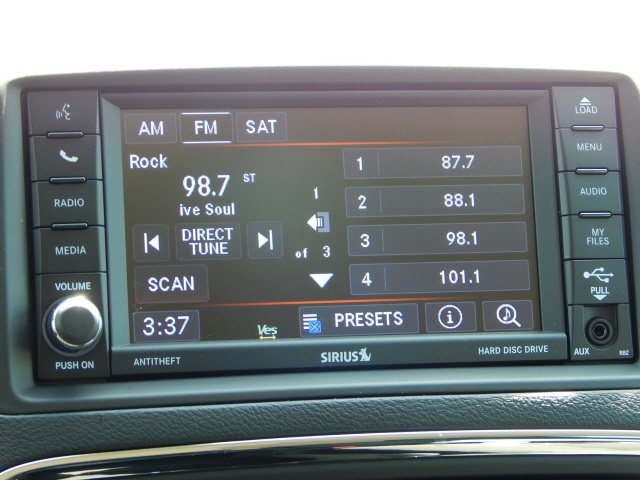 AM FM SAT
Rock
98.7 ST
ive Soul
DIRECT
TUNE
SCAN
3:37
1
of 3
1 87.7
2 88.1
3 98.1
4 101.1
Yes
PRESETS
RADIO
MEDIA
VOLUME
PUSH ON
LOAD
MENU
AUDIO
MY
FILES
PULL
AUX
RBZ
ANTITHEFT
SIRIUS
HARD DISC DRIVE